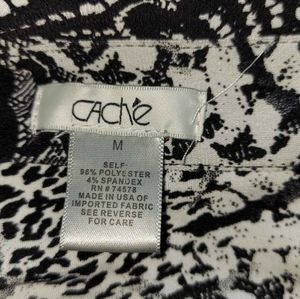 CACHÉ
M
SELF:
96% POLYESTER
4% SPANDEX
RN # 74578
MADE IN USA OF
IMPORTED FABRIC
SEE REVERSE
FOR CARE